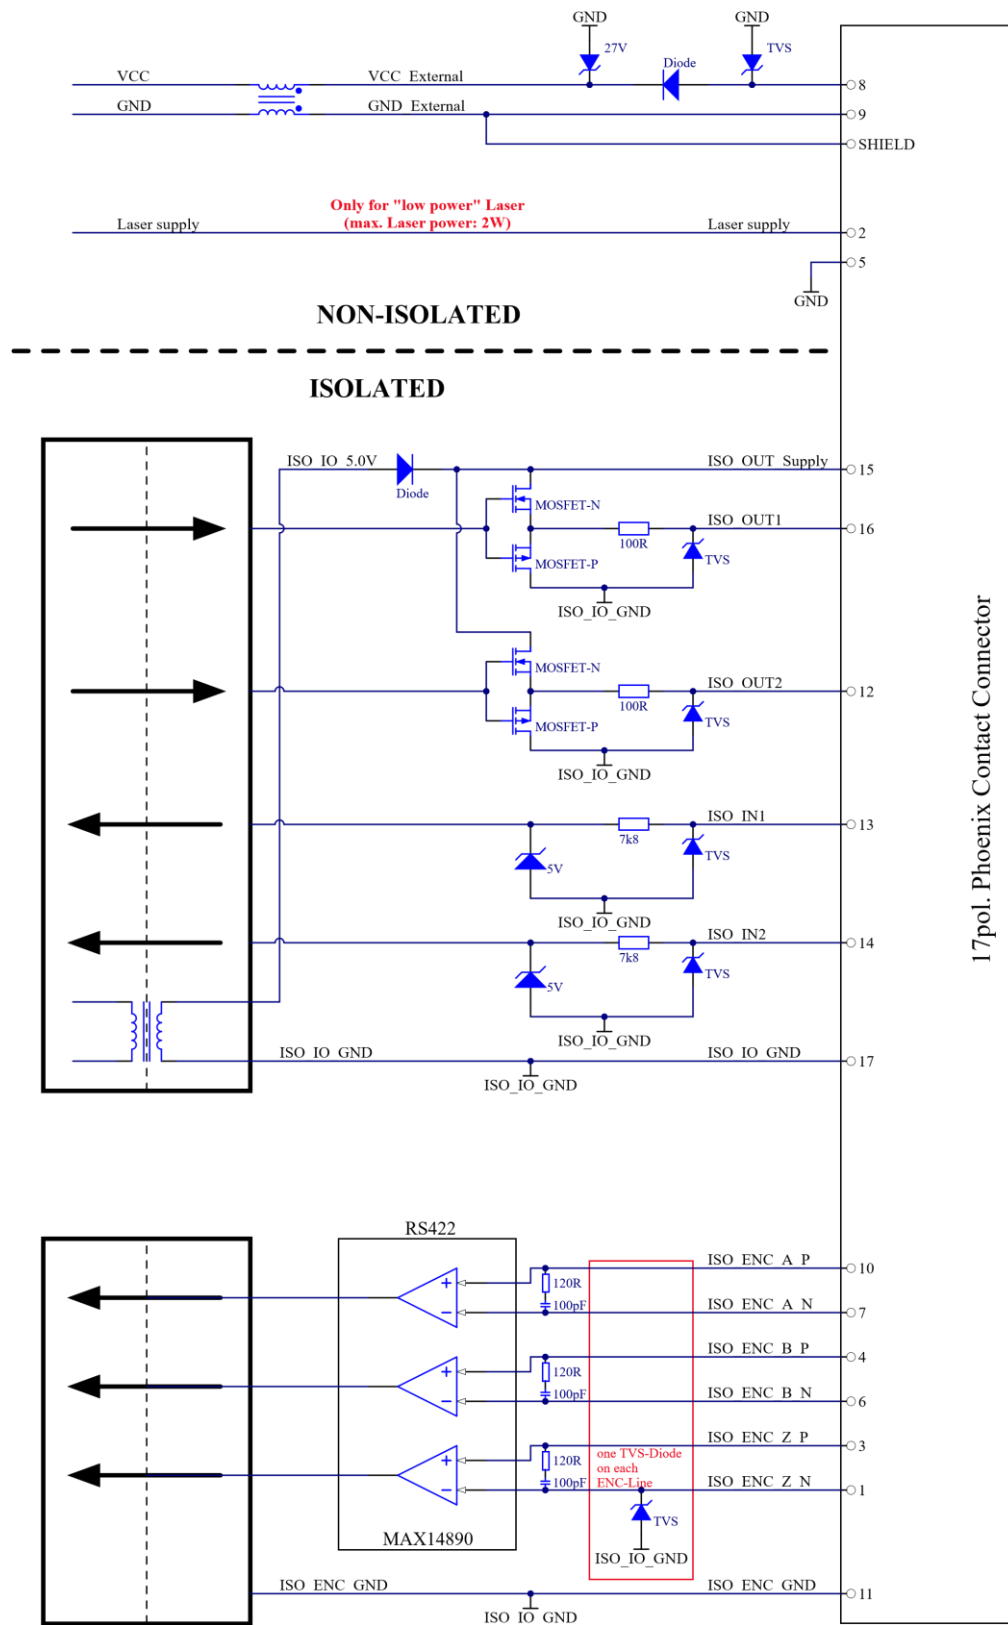 GND
GND
27V
TVS
Diode
VCC
VCC External
8
GND
GND External
9
SHIELD
Only for "low power" Laser
(max. Laser power: 2W)
Laser supply
Laser supply
2
5
GND
NON-ISOLATED
ISOLATED
ISO IO 5.0V
Diode
ISO OUT Supply
15
MOSFET-N
ISO OUT1
16
100R
MOSFET-P
TVS
ISO_IO_GND
MOSFET-N
ISO OUT2
12
100R
MOSFET-P
TVS
ISO_IO_GND
ISO IN1
13
7k8
TVS
5V
ISO_IO_GND
ISO IN2
14
7k8
TVS
5V
ISO_IO_GND
ISO IO GND
ISO IO GND
17
ISO_IO_GND
17pol. Phoenix Contact Connector
RS422
ISO ENC A P
10
120R
100pF
ISO ENC A N
7
ISO ENC B P
4
120R
100pF
ISO ENC B N
6
ISO ENC Z P
3
120R
100pF
one TVS-Diode
on each
ENC-Line
ISO ENC Z N
1
TVS
MAX14890
ISO_IO_GND
ISO ENC GND
ISO ENC GND
11
ISO_IO_GND